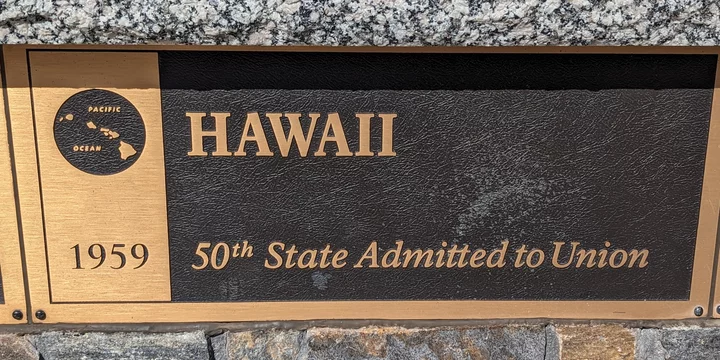 PACIFIC
OCEAN
HAWAII
1959
50th State Admitted to Union